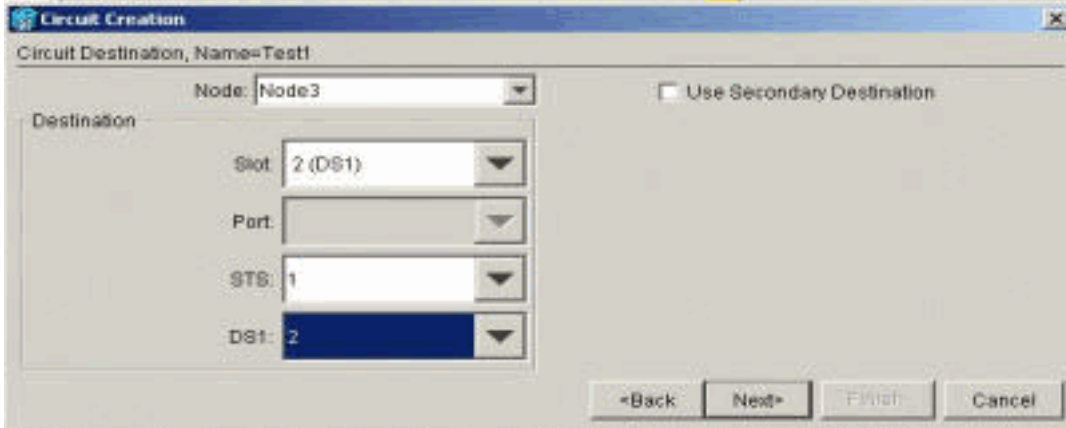 Circuit Creation
Circuit Destination, Name=Test1
Node: Node3
Use Secondary Destination
Destination
Slot: 2 (DS1)
Port:
STS: 1
DS1: 2
<Back Next> Finish Cancel